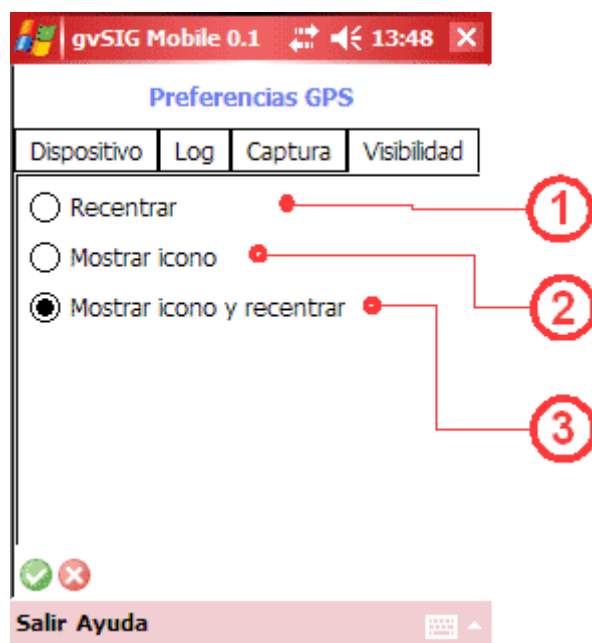 gvSIG Mobile 0.1 13:48
Preferencias GPS
Dispositivo Log Captura Visibilidad
Recentrar
1
Mostrar icono
2
Mostrar icono y recentrar
3
Salir Ayuda